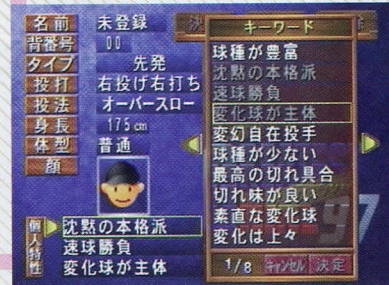 名前 未登録
背番号 00
タイプ 先発
投打 右投げ右打ち
投法 オーバースロー
身長 175cm
体型 普通
顔
個人特性
沈黙の本格派
速球勝負
変化球が主体
キーワード
球種が豊富
沈黙の本格派
速球勝負
変化球が主体
変幻自在投手
球種が少ない
最高の切れ具合
切れ味が良い
素直な変化球
変化は上々
1/8 キャンセル 決定
97